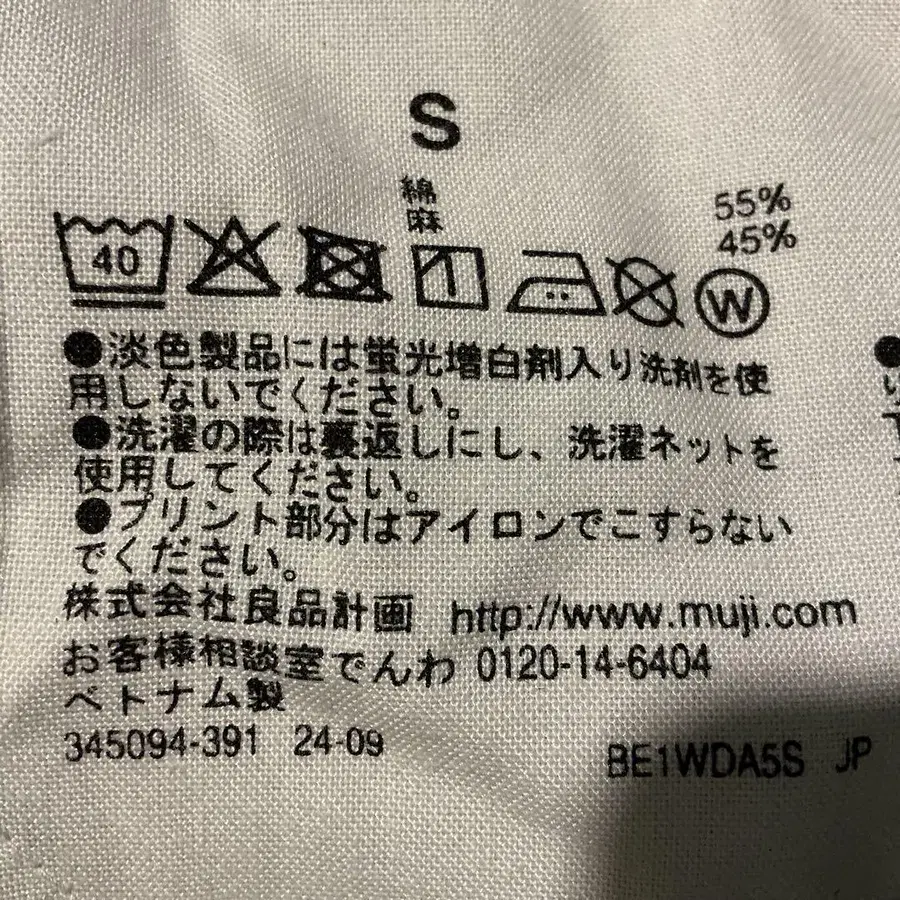 S
綿 55%
麻 45%
40
W
●淡色製品には蛍光増白剤入り洗剤を使
用しないでください。
●洗濯の際は裏返しにし、洗濯ネットを
使用してください。
●プリント部分はアイロンでこすらない
でください。
株式会社良品計画 http://www.muji.com
お客様相談室でんわ 0120-14-6404
ベトナム製
345094-391 24-09
BE1WDA5S JP